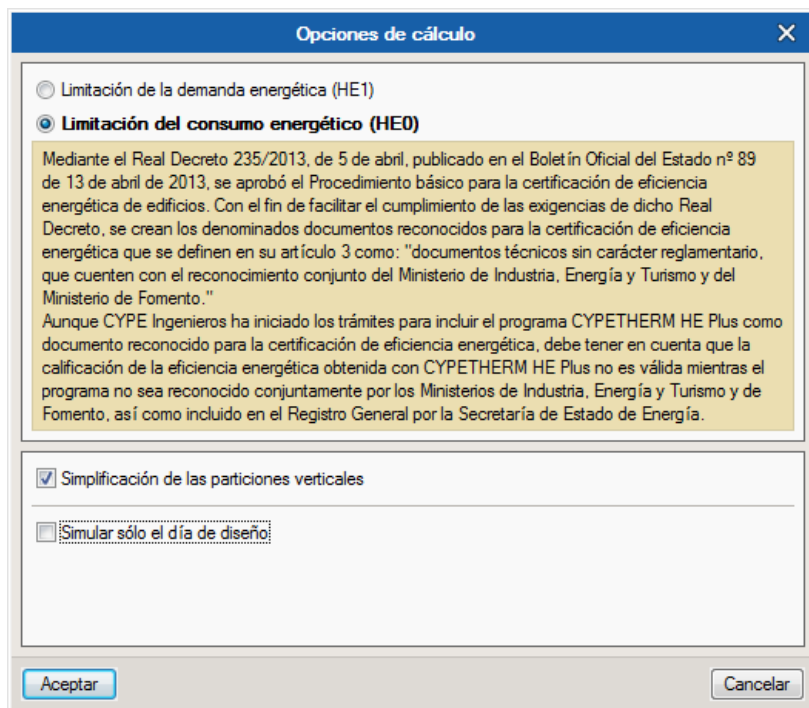 Opciones de cálculo
Limitación de la demanda energética (HE1)
Limitación del consumo energético (HE0)
Mediante el Real Decreto 235/2013, de 5 de abril, publicado en el Boletín Oficial del Estado nº 89
de 13 de abril de 2013, se aprobó el Procedimiento básico para la certificación de eficiencia
energética de edificios. Con el fin de facilitar el cumplimiento de las exigencias de dicho Real
Decreto, se crean los denominados documentos reconocidos para la certificación de eficiencia
energética que se definen en su artículo 3 como: "documentos técnicos sin carácter reglamentario,
que cuenten con el reconocimiento conjunto del Ministerio de Industria, Energía y Turismo y del
Ministerio de Fomento."
Aunque CYPE Ingenieros ha iniciado los trámites para incluir el programa CYPETHERM HE Plus como
documento reconocido para la certificación de eficiencia energética, debe tener en cuenta que la
calificación de la eficiencia energética obtenida con CYPETHERM HE Plus no es válida mientras el
programa no sea reconocido conjuntamente por los Ministerios de Industria, Energía y Turismo y de
Fomento, así como incluido en el Registro General por la Secretaría de Estado de Energía.
Simplificación de las particiones verticales
Simular sólo el día de diseño
Aceptar
Cancelar